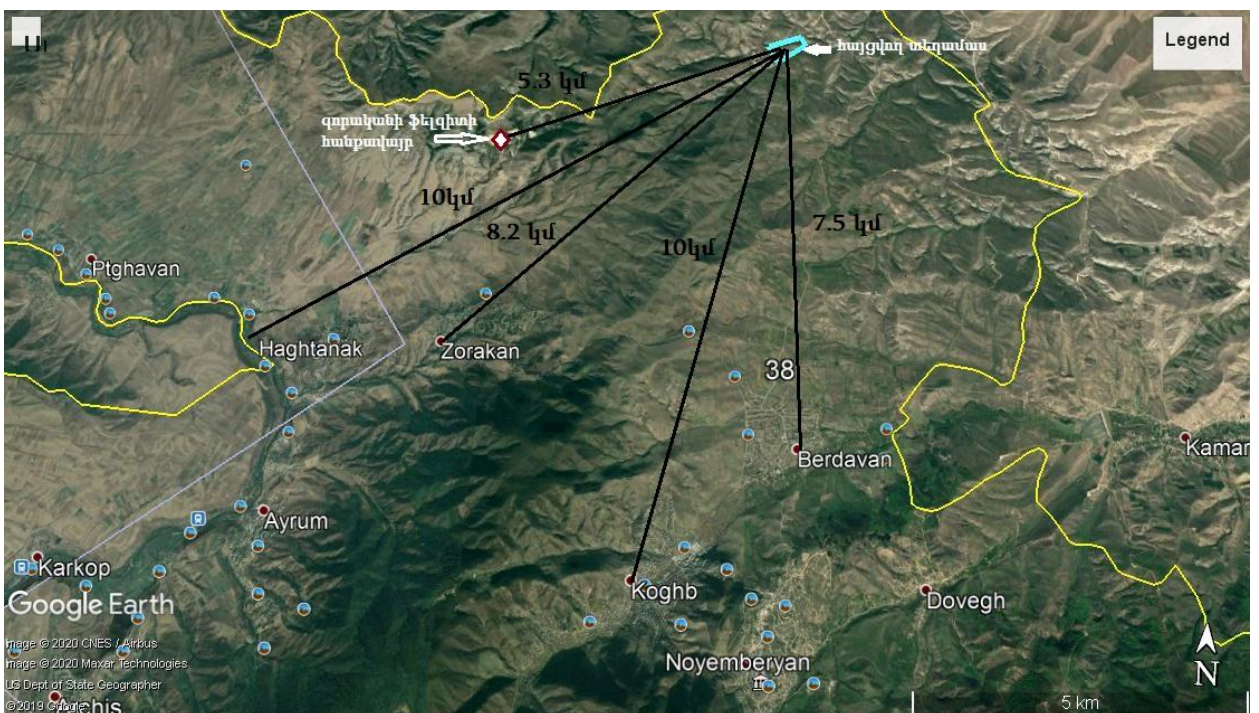 Legend
հայցվող տեղամաս
5.3 կմ
զորականի ֆելզիտի
հանքավայր
10կմ
8.2 կմ
10կմ
7.5 կմ
Ptghavan
Haghtanak
Zorakan
38
Berdavan
Kamar
Ayrum
Karkop
Koghb
Dovegh
Google Earth
Image © 2020 CNES / Airbus
Image © 2020 Maxar Technologies
US Dept of State Geographer
©2019 Google
Noyemberyan
N
5 km